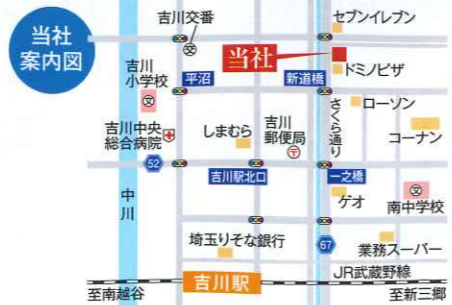 当社
案内図
吉川交番
セブンイレブン
当社
ドミノピザ
吉川
小学校
平沼
新道橋
さくら通り
ローソン
吉川中央
総合病院
しまむら
吉川
郵便局
コーナン
52
吉川駅北口
一之橋
中川
ゲオ
南中学校
埼玉りそな銀行
67
業務スーパー
JR武蔵野線
吉川駅
至南越谷
至新三郷